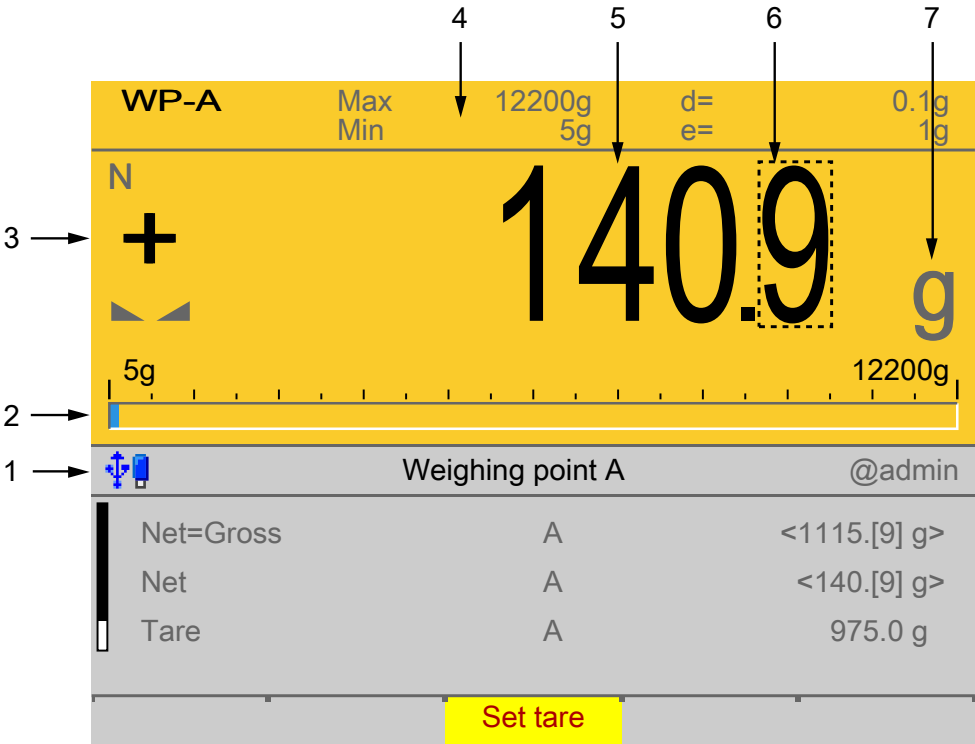 4 5 6 7
WP-A Max 12200g d= 0.1g
Min 5g e= 1g
N
3 +
140.9 g
5g 12200g
2
1 Weighing point A @admin
Net=Gross A <1115.[9] g>
Net A <140.[9] g>
Tare A 975.0 g
Set tare